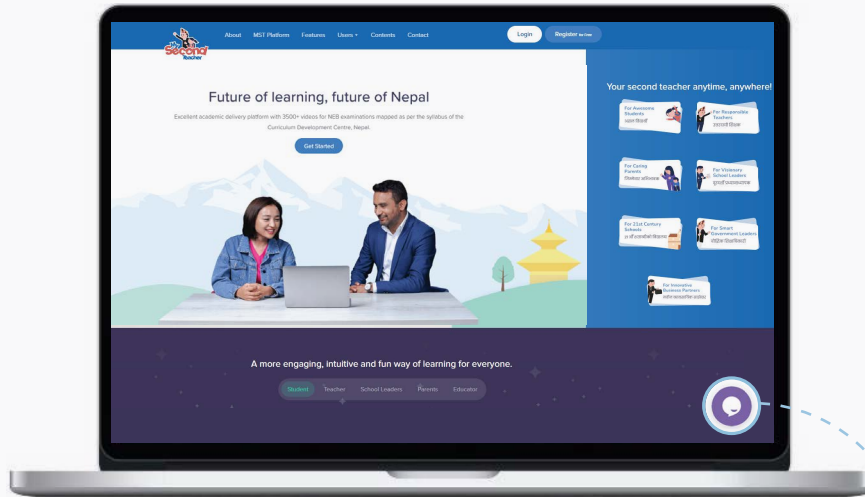 My
Second
Teacher
About MST Platform Features Users Contents Contact
Login
Register for Free
Future of learning, future of Nepal
Excellent academic delivery platform with 3500+ videos for NEB examinations mapped as per the syllabus of the
Curriculum Development Centre, Nepal.
Get Started
Your second teacher anytime, anywhere!
For Awesome
Students
For Responsible
Teachers
For Caring
Parents
For Visionary
School Leaders
For 21st Century
Schools
For Smart
Government Leaders
For Innovative
Business Partners
A more engaging, intuitive and fun way of learning for everyone.
Student Teacher School Leaders Parents Educator